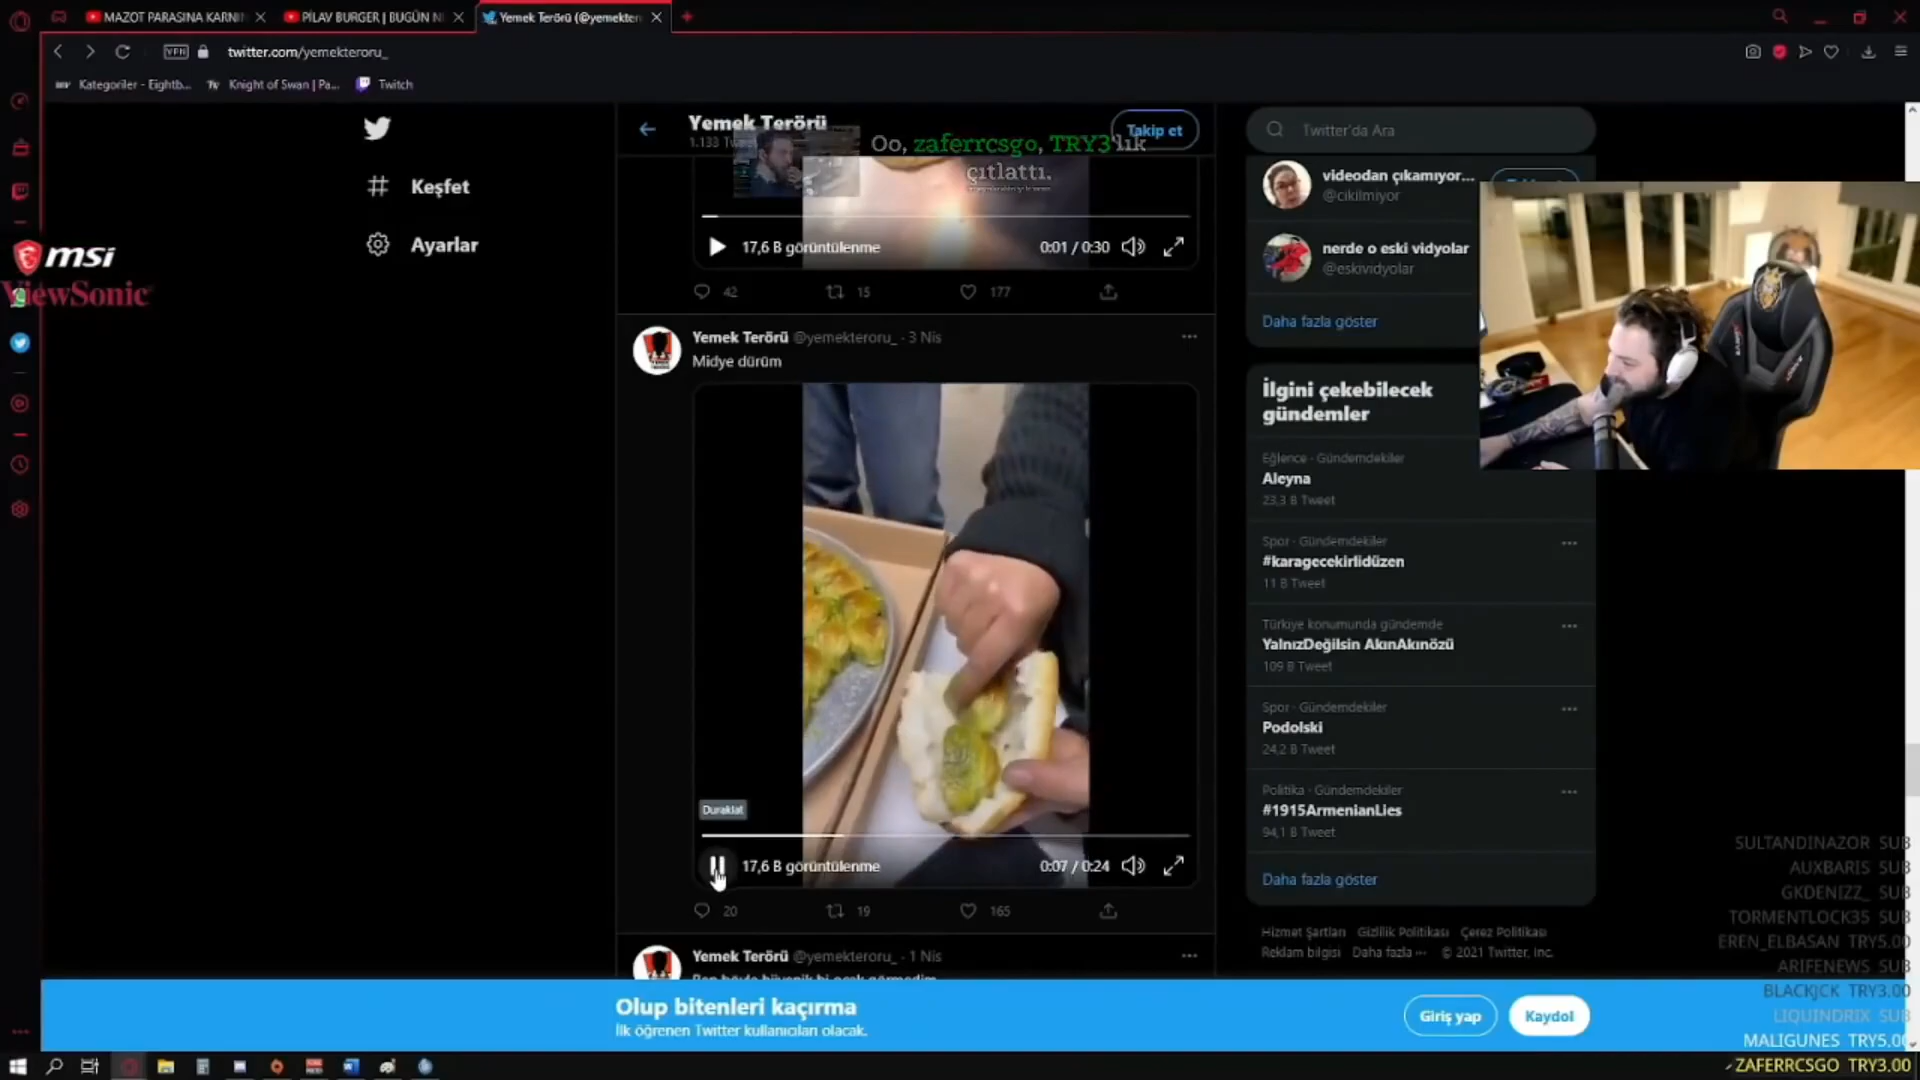 MAZOT PARASINA KARNI
PİLAV BURGER | BUGÜN N
Yemek Terörü (@yemekter
VPN
twitter.com/yemekteroru_
Kategoriler - Eightb...
Knight of Swan | Pa...
Twitch
msi
ViewSonic
Keşfet
Ayarlar
Yemek Terörü
1.133 Tweet
Takip et
Oo, zaferrcsgo, TRY3'lık
çıtlattı.
17,6 B görüntülenme
0:01 / 0:30
42
15
177
Yemek Terörü @yemekteroru_ · 3 Nis
Midye dürüm
Duraklat
17,6 B görüntülenme
0:07 / 0:24
20
19
165
Yemek Terörü @yemekteroru_ · 1 Nis
Olup bitenleri kaçırma
İlk öğrenen Twitter kullanıcıları olacak.
Giriş yap
Kaydol
Twitter'da Ara
videodan çıkamıyor...
@cikilmiyor
nerde o eski vidyolar
@eskividyolar
Daha fazla göster
İlgini çekebilecek
gündemler
Eğlence · Gündemdekiler
Aleyna
23,3 B Tweet
Spor · Gündemdekiler
#karagecekirlidüzen
11 B Tweet
Türkiye konumunda gündemde
YalnızDeğilsin AkınAkınözü
109 B Tweet
Spor · Gündemdekiler
Podolski
24,2 B Tweet
Politika · Gündemdekiler
#1915ArmenianLies
94,1 B Tweet
Daha fazla göster
Hizmet Şartları Gizlilik Politikası Çerez Politikası
Reklam bilgisi Daha fazla ··· © 2021 Twitter, Inc.
SULTANDINAZOR SUB
AUXBARIS SUB
GKDENIZZ_ SUB
TORMENTLOCK35 SUB
EREN_ELBASAN TRY5.00
ARIFENEWS SUB
BLACKJCK TRY3.00
LIQUINDRIX SUB
MALIGUNES TRY5.00
ZAFERRCSGO TRY3.00